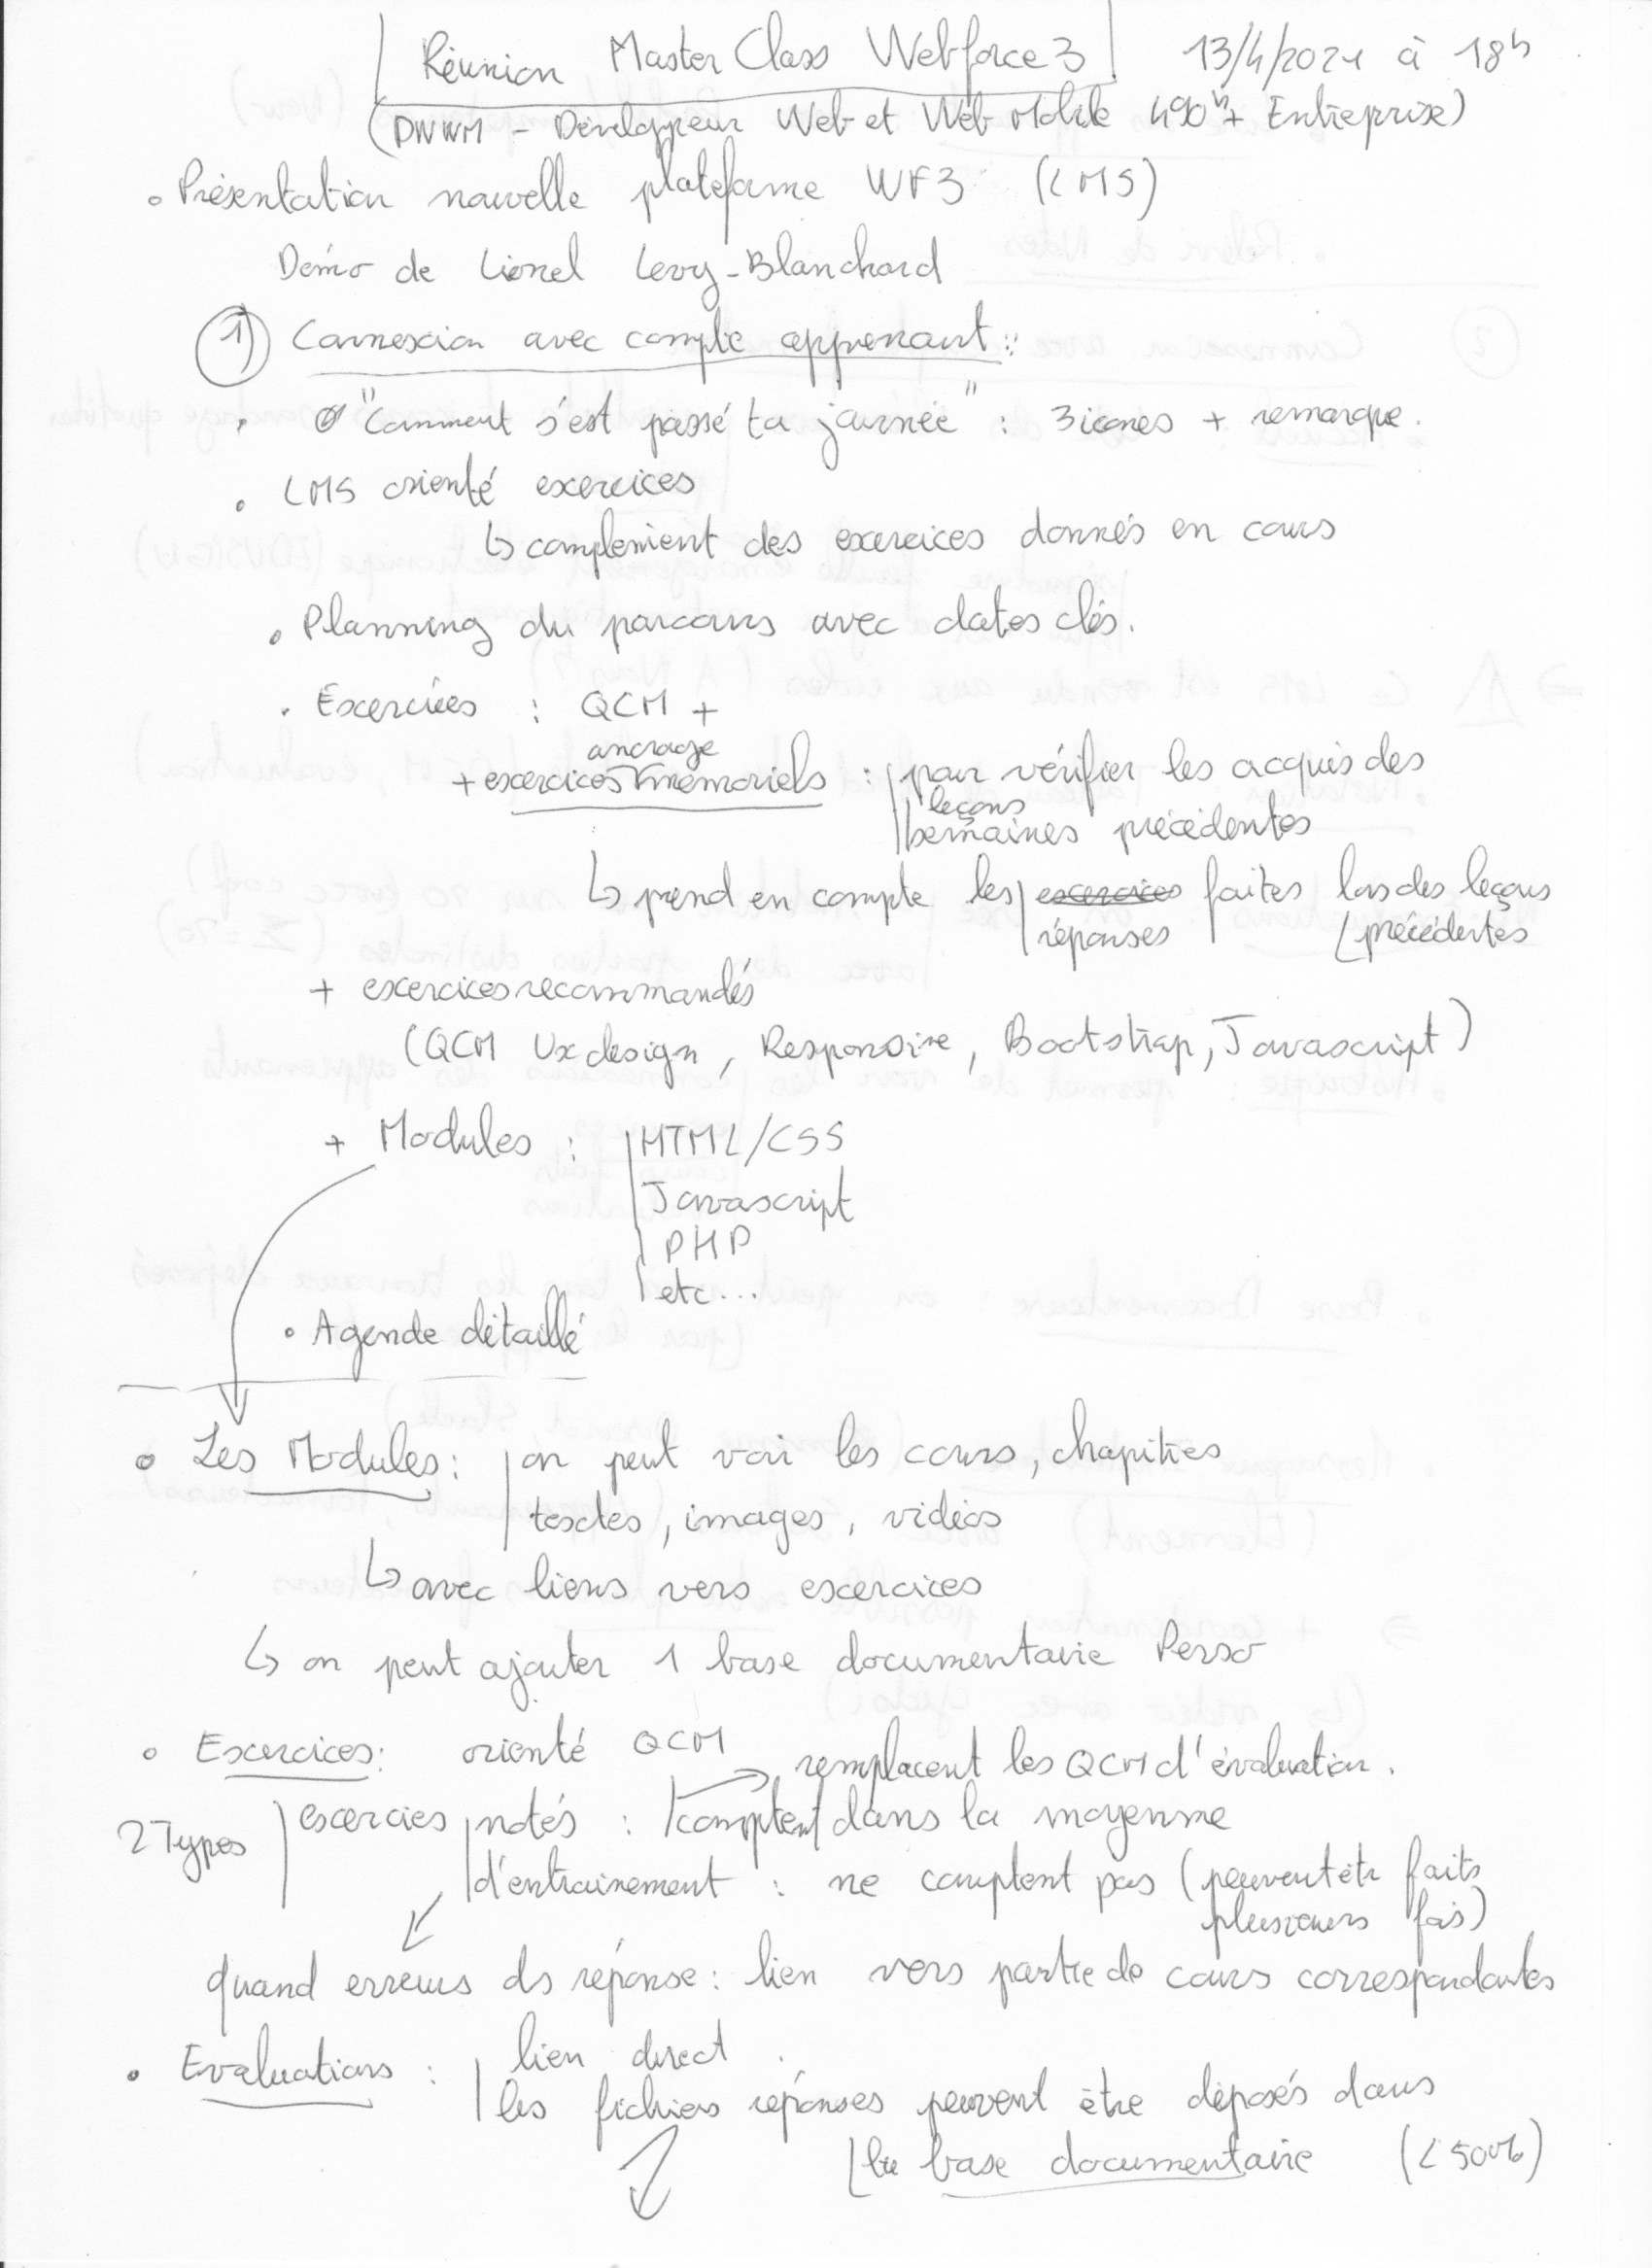 Réunion Master Class Webforce3 13/4/2021 à 18h
(DWWM - Développeur Web et Web Mobile 490h + Entreprise)
• Présentation nouvelle plateforme WF3 (LMS)
Démo de Lionel Levy-Blanchard
1) Connexion avec compte apprenant :
• "Comment s'est passé ta journée" : 3 icones + remarque.
• LMS orienté exercices
↳ complement des exercices donnés en cours
• Planning du parcours avec dates clés.
• Exercices : QCM +
ancrage
+ exercices mémoriels : pour vérifier les acquis des
leçons
semaines précédentes
↳ prend en compte les exercices faites lors des leçons
réponses précédentes
+ exercices recommandés
(QCM Ux design, Responsive, Bootstrap, Javascript)
+ Modules : HTML/CSS
Javascript
PHP
etc...
• Agende détaillé
• Les Modules : on peut voir les cours, chapitres
textes, images, vidéos
↳ avec liens vers exercices
↳ on peut ajouter 1 base documentaire Perso
• Exercices : orienté QCM
→ remplacent les QCM d'évaluation.
2 Types exercies notés : comptent dans la moyenne
d'entrainement : ne comptent pas (peuvent êtr faits
plusieurs fois)
quand erreurs ds réponse : lien vers partie de cours correspondantes
• Evaluations : lien direct
les fichiers réponses peuvent être déposés dans
la base documentaire (<